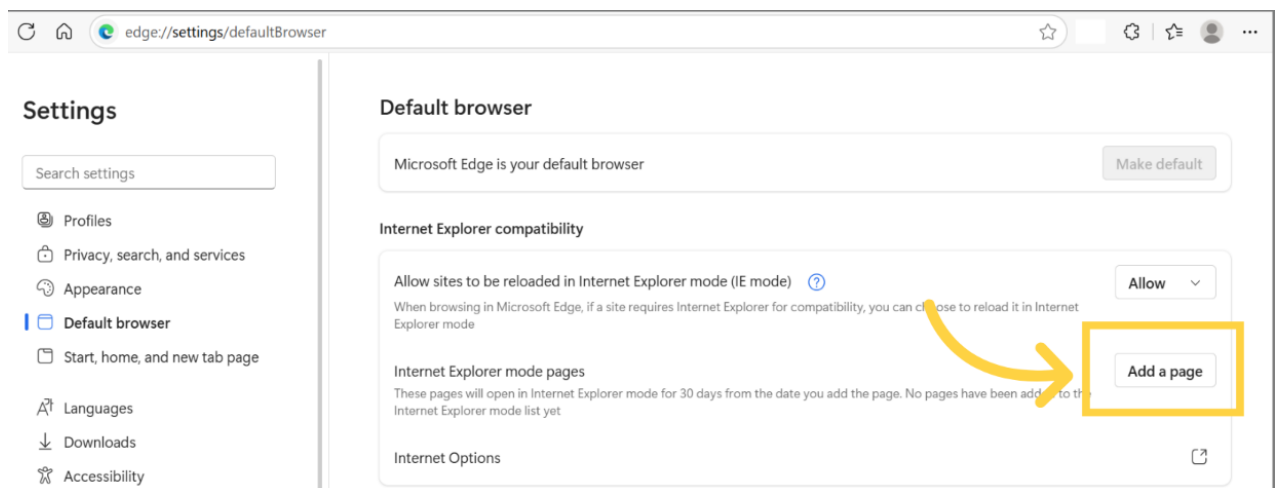 edge://settings/defaultBrowser
Settings
Search settings
Profiles
Privacy, search, and services
Appearance
Default browser
Start, home, and new tab page
Languages
Downloads
Accessibility
Default browser
Microsoft Edge is your default browser
Make default
Internet Explorer compatibility
Allow sites to be reloaded in Internet Explorer mode (IE mode)
Allow
When browsing in Microsoft Edge, if a site requires Internet Explorer for compatibility, you can choose to reload it in Internet
Explorer mode
Internet Explorer mode pages
Add a page
These pages will open in Internet Explorer mode for 30 days from the date you add the page. No pages have been added to the
Internet Explorer mode list yet
Internet Options